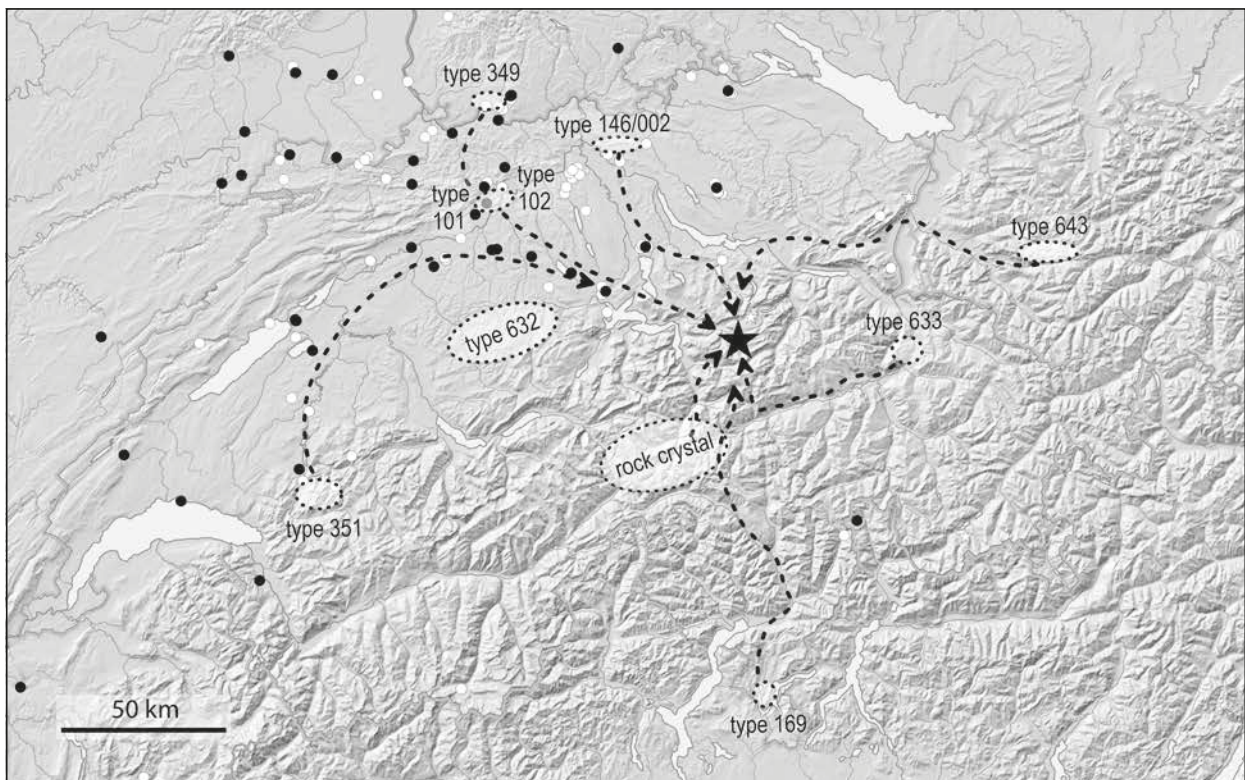 type 349
type 146/002
type
101
type
102
type 643
type 632
type 633
rock crystal
type 351
type 169
50 km